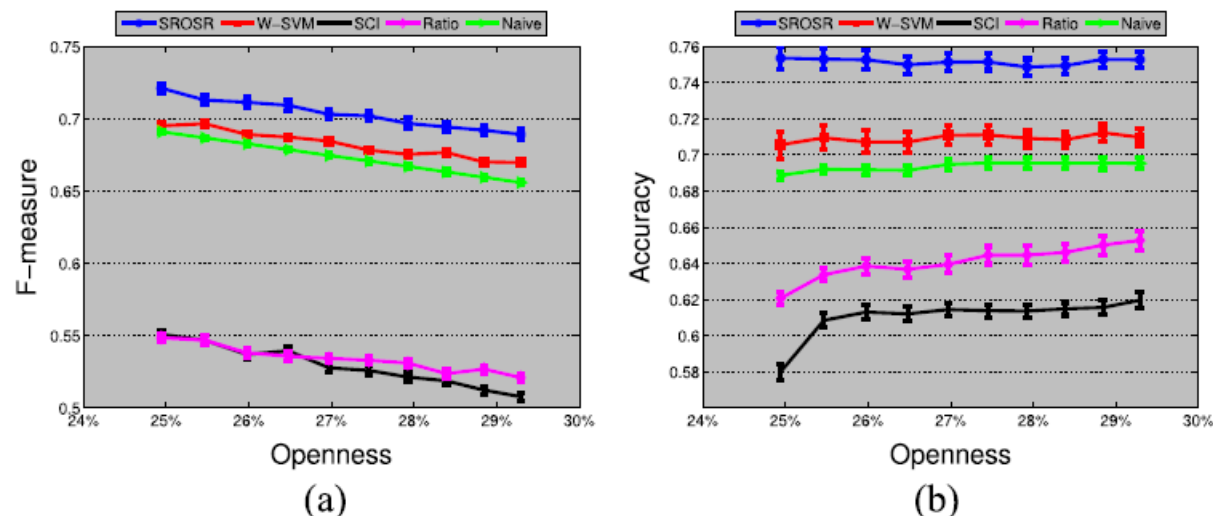 SROSR W-SVM SCI Ratio Naive
0.75
0.7
0.65
0.6
0.55
0.5
F-measure
24% 25% 26% 27% 28% 29% 30%
Openness
(a)
SROSR W-SVM SCI Ratio Naive
0.76
0.74
0.72
0.7
0.68
0.66
0.64
0.62
0.6
0.58
Accuracy
24% 25% 26% 27% 28% 29% 30%
Openness
(b)